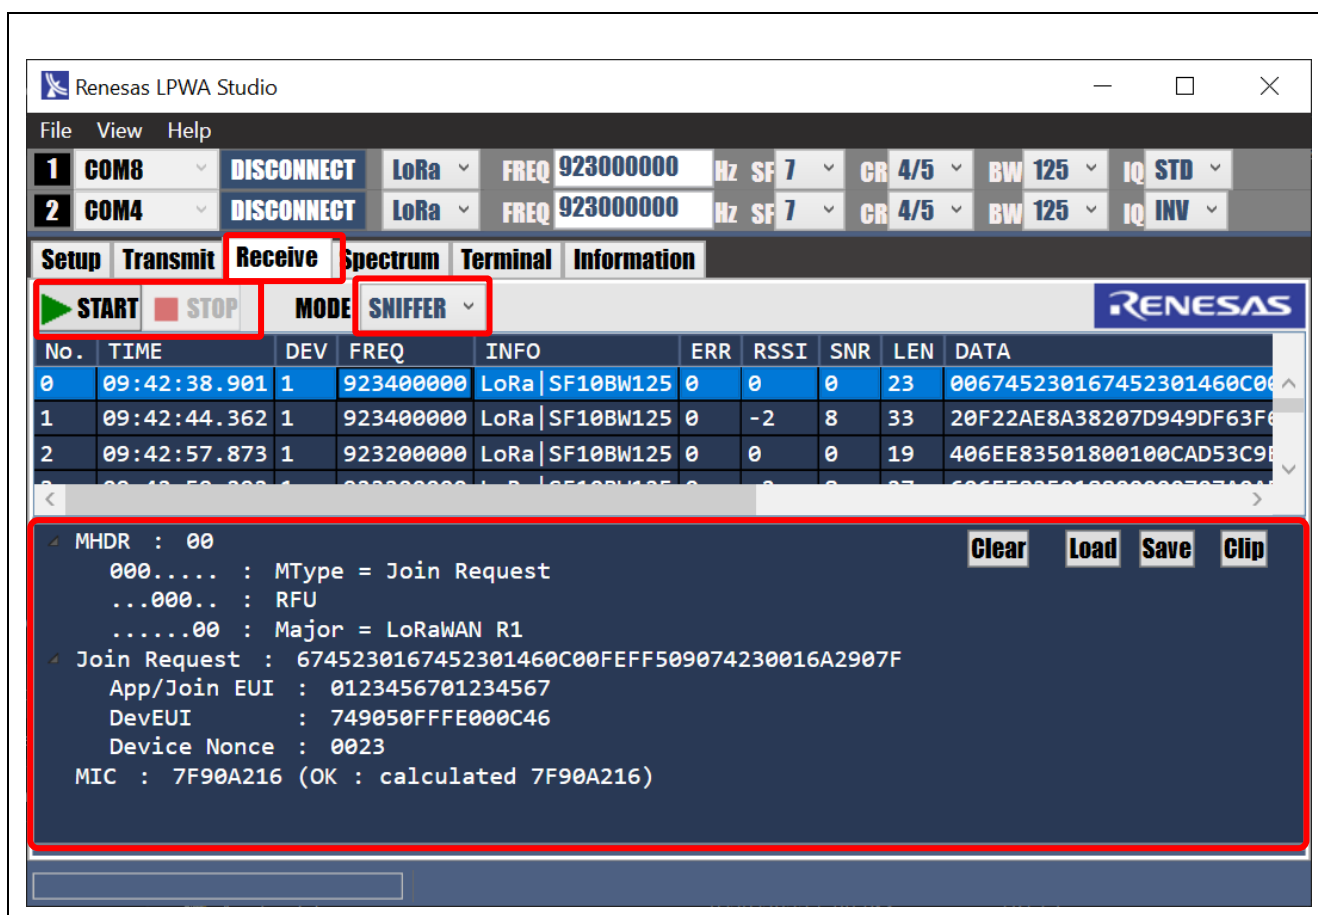 Renesas LPWA Studio
File View Help
1 COM8 DISCONNECT LoRa FREQ 923000000 Hz SF 7 CR 4/5 BW 125 IQ STD
2 COM4 DISCONNECT LoRa FREQ 923000000 Hz SF 7 CR 4/5 BW 125 IQ INV
Setup Transmit Receive Spectrum Terminal Information
START STOP MODE SNIFFER RENESAS
No. TIME DEV FREQ INFO ERR RSSI SNR LEN DATA
0 09:42:38.901 1 923400000 LoRa|SF10BW125 0 0 0 23 006745230167452301460C00
1 09:42:44.362 1 923400000 LoRa|SF10BW125 0 -2 8 33 20F22AE8A38207D949DF63F6
2 09:42:57.873 1 923200000 LoRa|SF10BW125 0 0 0 19 406EE83501800100CAD53C9
MHDR : 00
Clear Load Save Clip
000..... : MType = Join Request
...000.. : RFU
......00 : Major = LoRaWAN R1
Join Request : 6745230167452301460C00FEFF509074230016A2907F
App/Join EUI : 0123456701234567
DevEUI : 749050FFFE000C46
Device Nonce : 0023
MIC : 7F90A216 (OK : calculated 7F90A216)